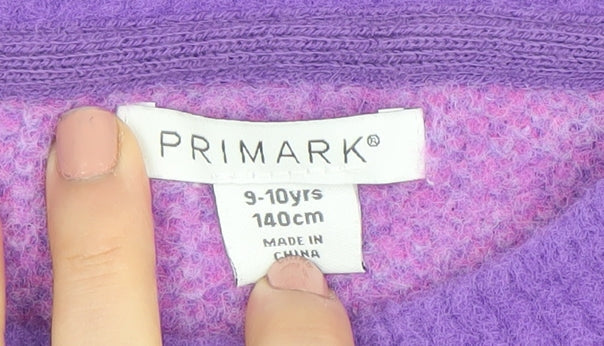 PRIMARK®
9-10yrs
140cm
MADE IN
CHINA